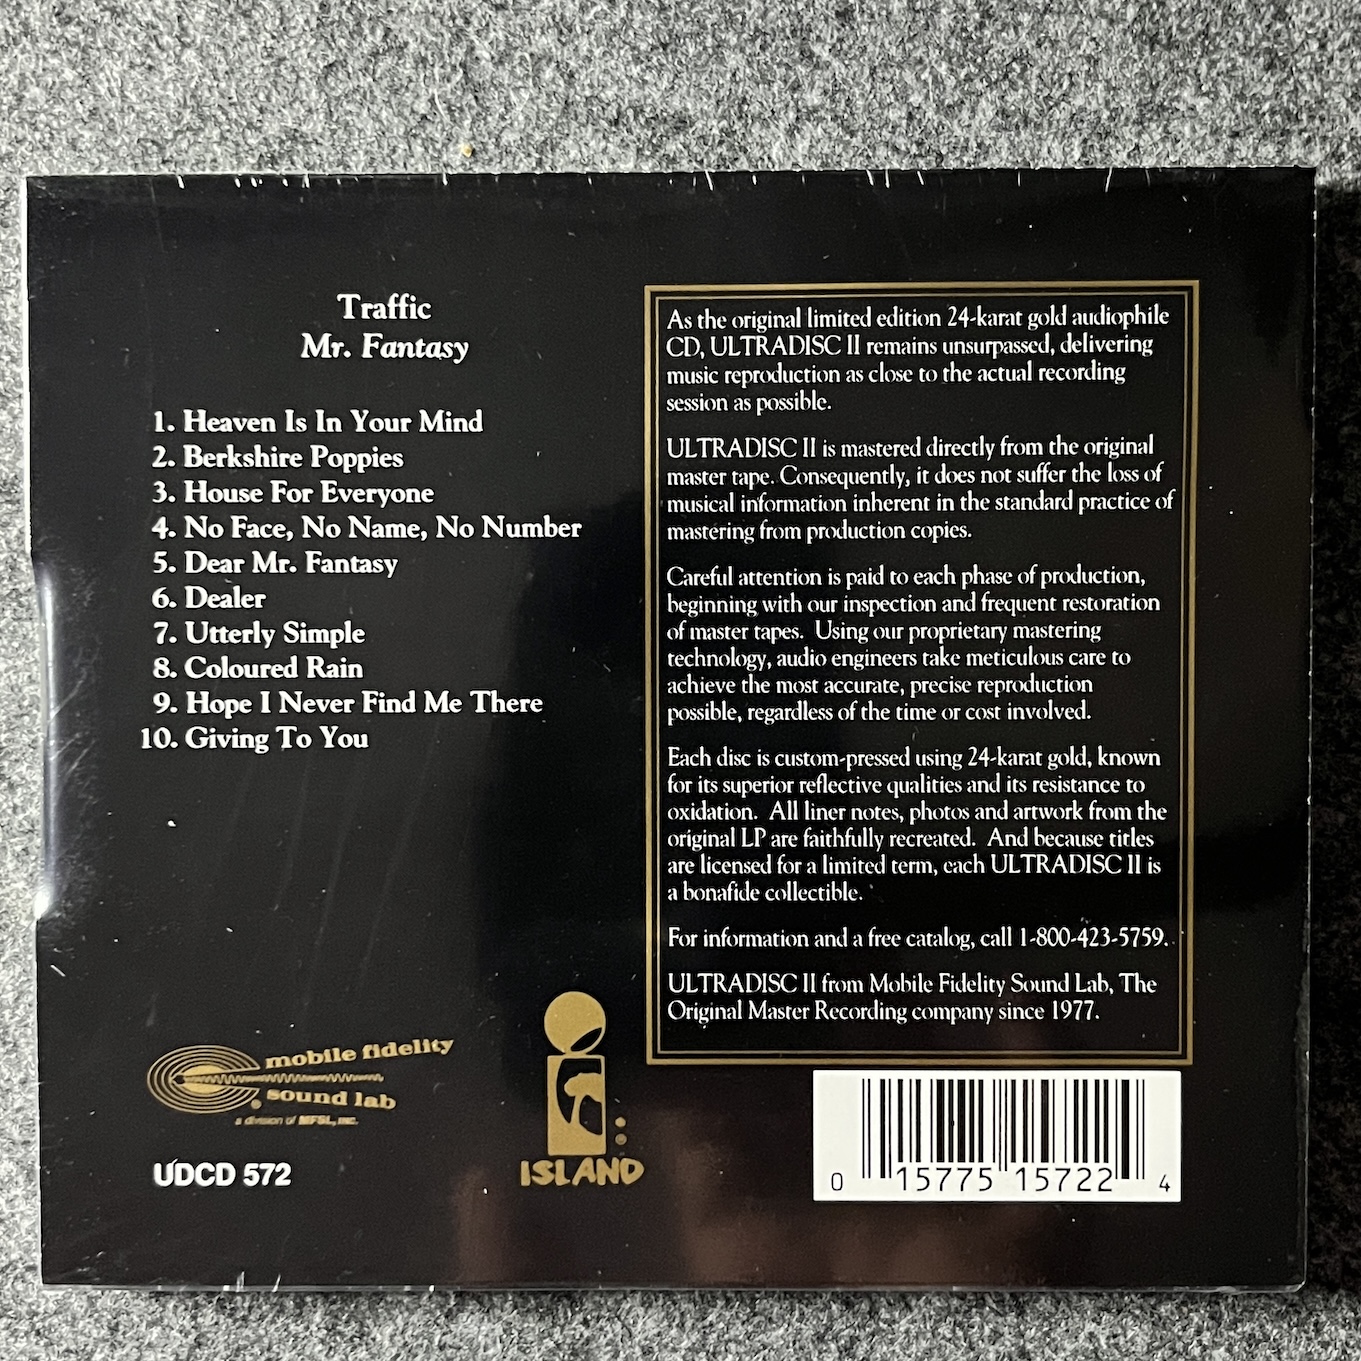 Traffic
Mr. Fantasy
1. Heaven Is In Your Mind
2. Berkshire Poppies
3. House For Everyone
4. No Face, No Name, No Number
5. Dear Mr. Fantasy
6. Dealer
7. Utterly Simple
8. Coloured Rain
9. Hope I Never Find Me There
10. Giving To You
As the original limited edition 24-karat gold audiophile
CD, ULTRADISC II remains unsurpassed, delivering
music reproduction as close to the actual recording
session as possible.
ULTRADISC II is mastered directly from the original
master tape. Consequently, it does not suffer the loss of
musical information inherent in the standard practice of
mastering from production copies.
Careful attention is paid to each phase of production,
beginning with our inspection and frequent restoration
of master tapes. Using our proprietary mastering
technology, audio engineers take meticulous care to
achieve the most accurate, precise reproduction
possible, regardless of the time or cost involved.
Each disc is custom-pressed using 24-karat gold, known
for its superior reflective qualities and its resistance to
oxidation. All liner notes, photos and artwork from the
original LP are faithfully recreated. And because titles
are licensed for a limited term, each ULTRADISC II is
a bonafide collectible.
For information and a free catalog, call 1-800-423-5759.
ULTRADISC II from Mobile Fidelity Sound Lab, The
Original Master Recording company since 1977.
mobile fidelity
sound lab
®
a division of MFSL, INC.
UDCD 572
ISLAND
0 15775 15722 4